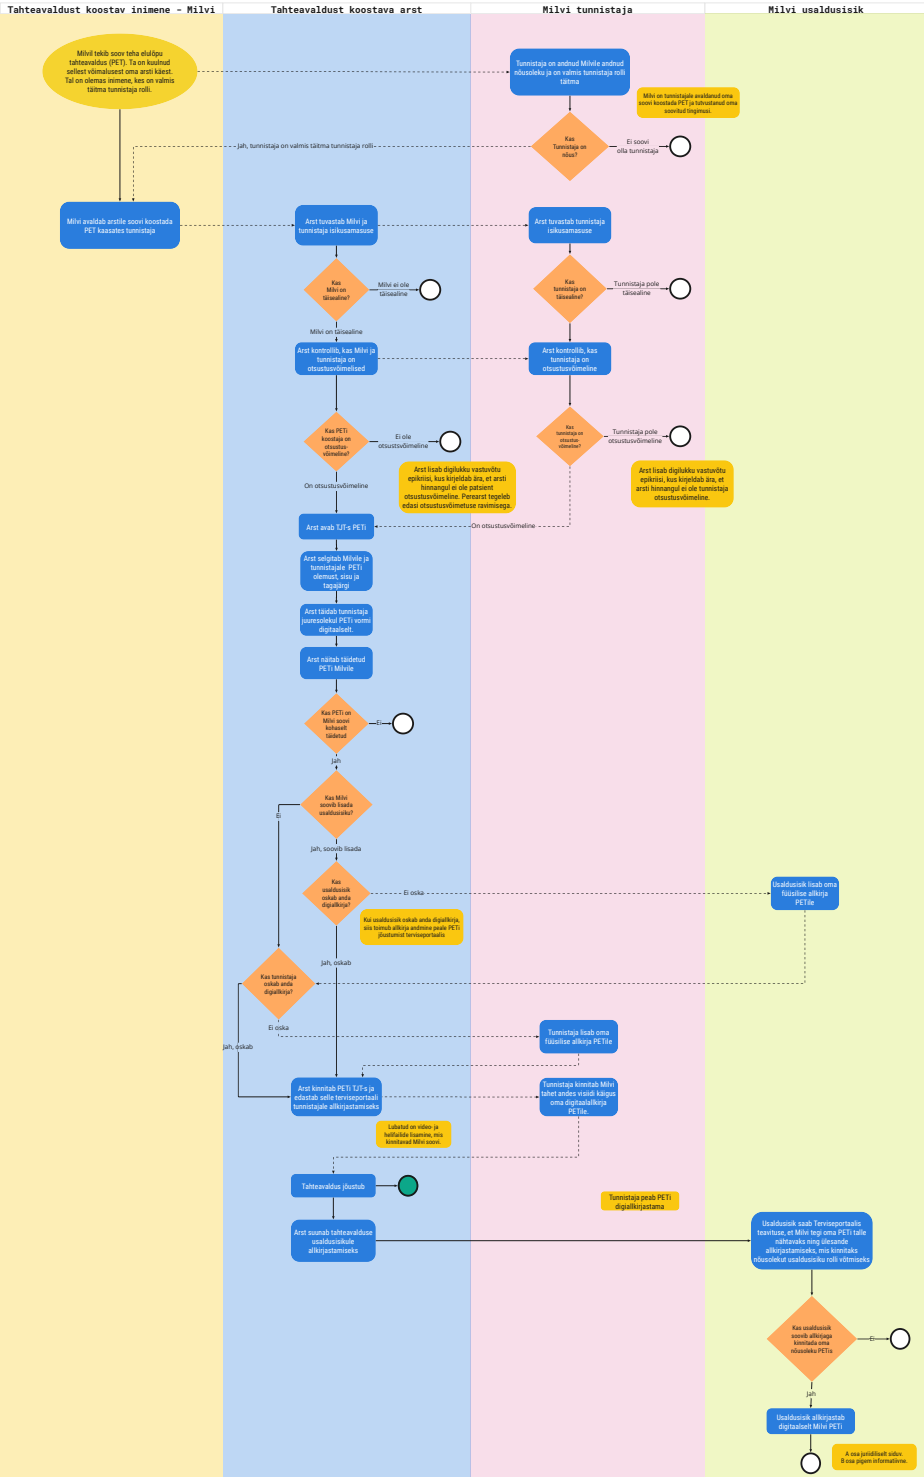 Tahteavaldust koostav inimene - Milvi
Tahteavaldust koostava arst
Milvi tunnistaja
Milvi usaldusisik
Milvil tekib soov teha elulõpu
tahteavaldus (PET). Ta on kuulnud
sellest võimalusest oma arsti käest.
Tal on olemas inimene, kes on valmis
täitma tunnistaja rolli.
Tunnistaja on andnud Milvile andnud
nõusoleku ja on valmis tunnistaja rolli
täitma
Milvi on tunnistajale avaldanud oma
soovi koostada PET ja tutvustanud oma
soovitud tingimusi.
Kas
Tunnistaja on
nõus?
Ei soovi
olla tunnistaja
Jah, tunnistaja on valmis täitma tunnistaja rolli
Milvi avaldab arstile soovi koostada
PET kaasates tunnistaja
Arst tuvastab Milvi ja
tunnistaja isikusamasuse
Arst tuvastab tunnistaja
isikusamasuse
Kas
Milvi on
täisealine?
Milvi ei ole
täisealine
Kas
tunnistaja on
täisealine?
Tunnistaja pole
täisealine
Milvi on täisealine
Arst kontrollib, kas Milvi ja
tunnistaja on
otsustusvõimelised
Arst kontrollib, kas
tunnistaja on
otsustusvõimeline
Kas PETi
koostaja on
otsustus-
võimeline?
Ei ole
otsustsvõimeline
Kas
tunnistaja on
otsustus-
võimeline?
Tunnistaja pole
otsustusvõimeline
Arst lisab digilukku vastuvõtu
epikriisi, kus kirjeldab ära, et arsti
hinnangul ei ole patsient
otsustusvõimeline. Perearst tegeleb
edasi otsustusvõimetuse ravimisega.
Arst lisab digilukku vastuvõtu
epikriisi, kus kirjeldab ära, et
arsti hinnangul ei ole tunnistaja
otsustusvõimeline.
On otsustusvõimeline
On otsustusvõimeline
Arst avab TJT-s PETi
Arst selgitab Milvile ja
tunnistajale PETi
olemust, sisu ja
tagajärgi
Arst täidab tunnistaja
juuresolekul PETi vormi
digitaalselt.
Arst näitab täidetud
PETi Milvile
Kas PETi on
Milvi soovi
kohaselt
täidetud
Ei
Jah
Kas Milvi
soovib lisada
usaldusisiku?
Ei
Jah, soovib lisada
Kas
usaldusisik
oskab anda
digiallkirja?
Ei oska
Usaldusisik lisab oma
füüsilise allkirja
PETile
Kui usaldusisik oskab anda digiallkirja,
siis toimub allkirja andmine peale PETi
jõustumist terviseportaalis
Jah, oskab
Kas tunnistaja
oskab anda
digiallkirja?
Ei oska
Tunnistaja lisab oma
füüsilise allkirja PETile
Jah, oskab
Arst kinnitab PETi TJT-s ja
edastab selle terviseportaali
tunnistajale allkirjastamiseks
Tunnistaja kinnitab Milvi
tahet andes visiidi käigus
oma digitaalallkirja
PETile.
Lubatud on video- ja
helifailide lisamine, mis
kinnitavad Milvi soovi.
Tahteavaldus jõustub
Tunnistaja peab PETi
digiallkirjastama
Arst suunab tahteavalduse
usaldusisikule
allkirjastamiseks
Usaldusisik saab Terviseportaalis
teavituse, et Milvi tegi oma PETi talle
nähtavaks ning ülesande
allkirjastamiseks, mis kinnitaks
nõusolekut usaldusisiku rolli võtmiseks
Kas usaldusisik
soovib allkirjaga
kinnitada oma
nõusoleku PETis
Ei
Jah
Usaldusisik allkirjastab
digitaalselt Milvi PETi
A osa juriidiliselt siduv.
B osa pigem informatiivne.